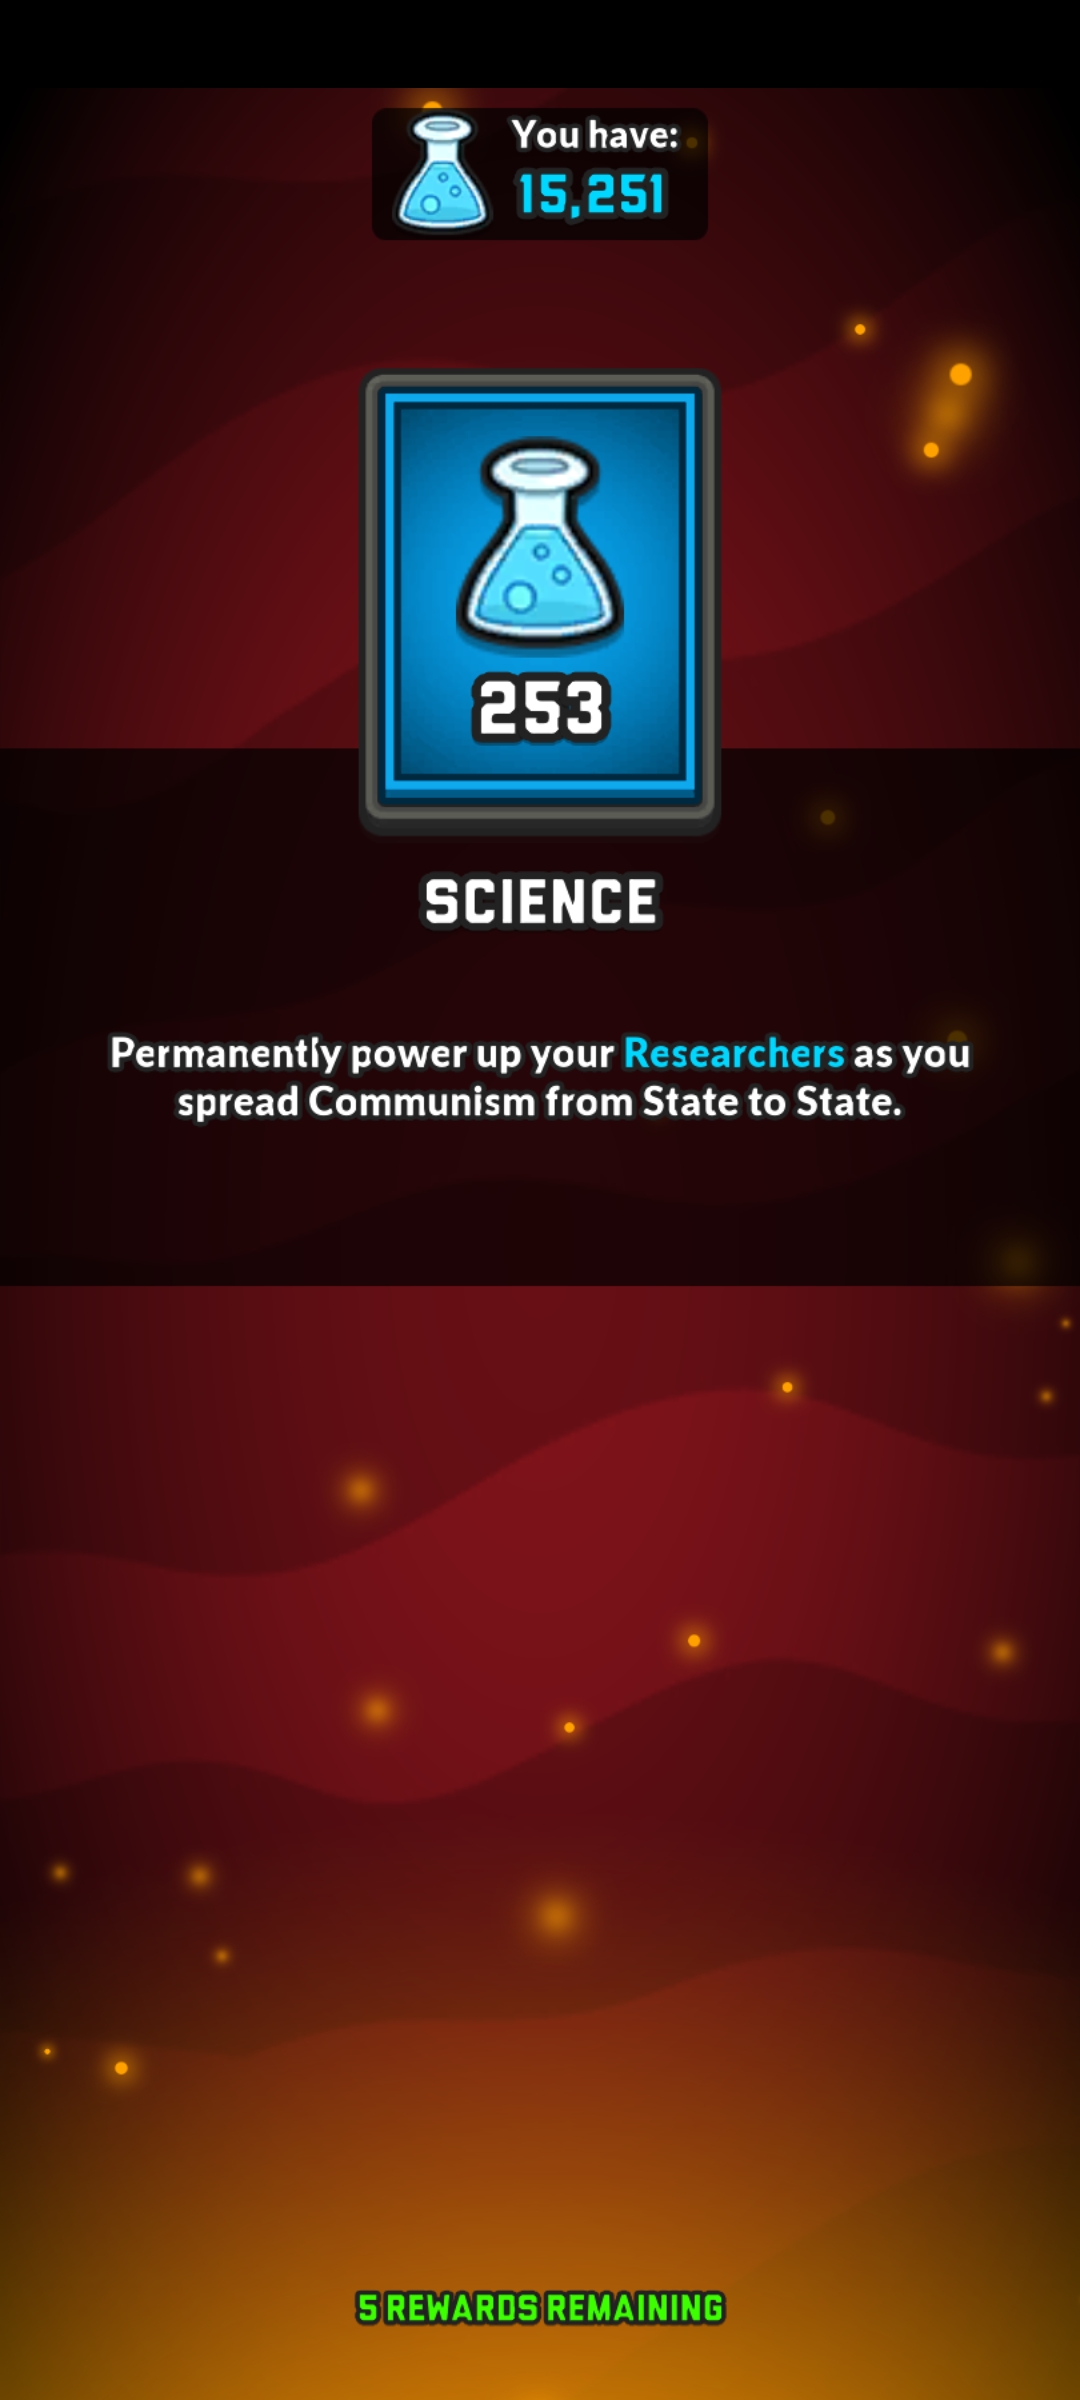 You have:
15,251
253
SCIENCE
Permanently power up your Researchers as you
spread Communism from State to State.
5 REWARDS REMAINING